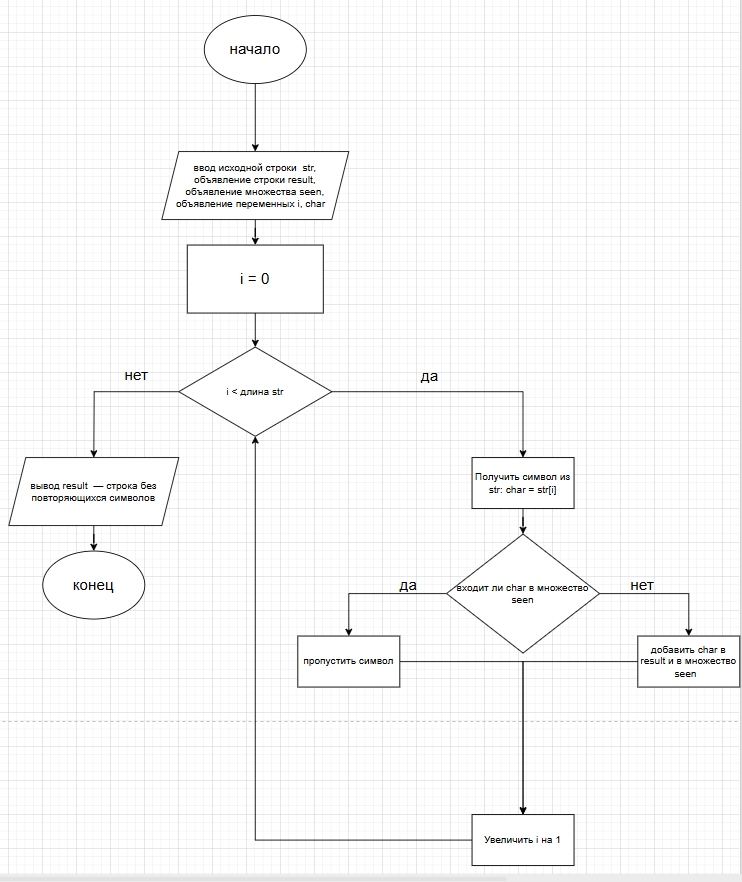 начало
ввод исходной строки str,
объявление строки result,
объявление множества seen,
объявление переменных i, char
i = 0
нет
да
i < длина str
вывод result — строка без
повторяющихся символов
Получить символ из
str: char = str[i]
конец
да
нет
входит ли char в множество
seen
пропустить символ
добавить char в
result и в множество
seen
Увеличить i на 1